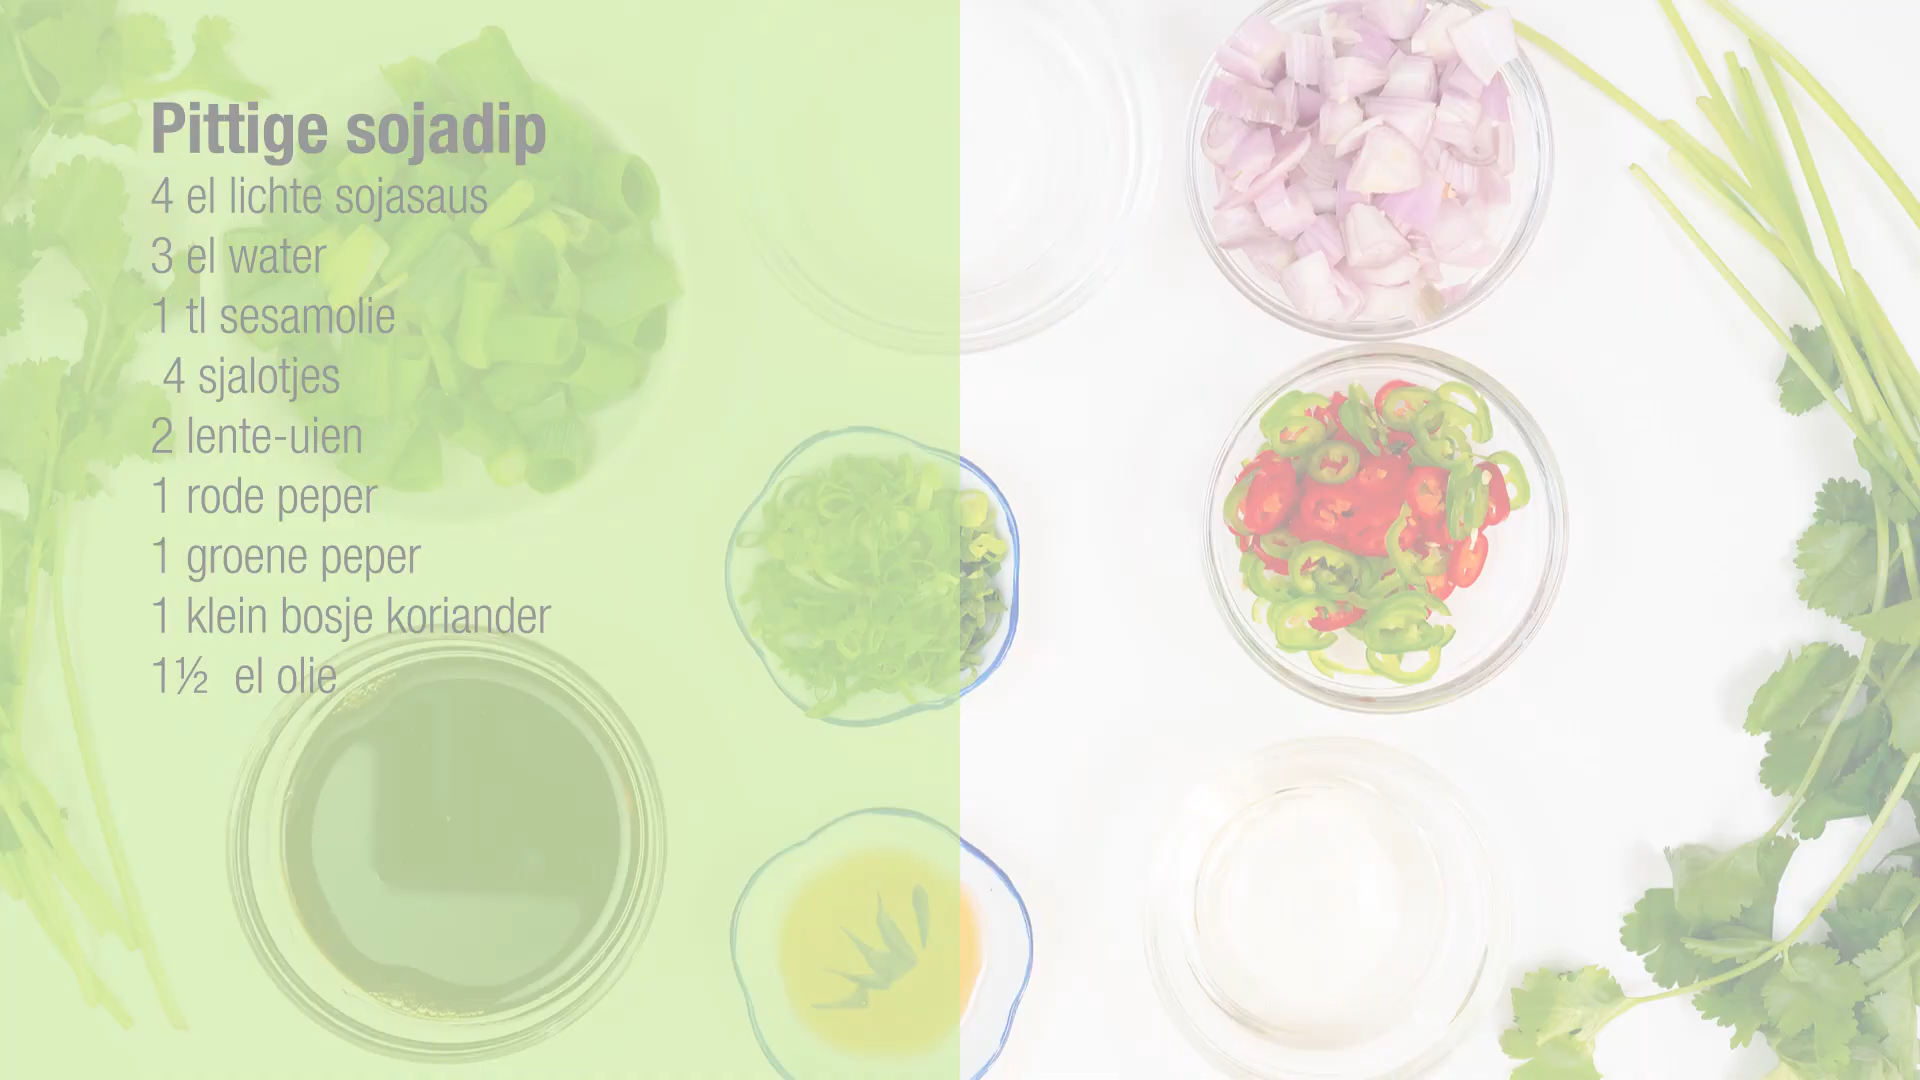 Pittige sojadip
4 el lichte sojasaus
3 el water
1 tl sesamolie
4 sjalotjes
2 lente-uien
1 rode peper
1 groene peper
1 klein bosje koriander
1½ el olie